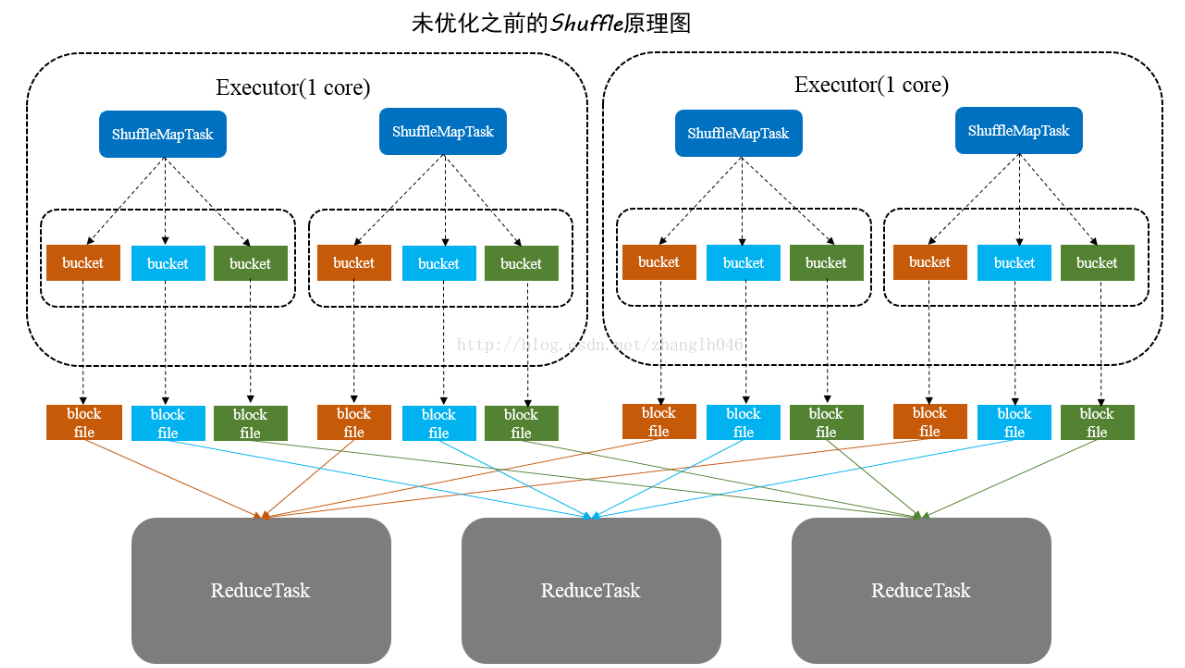 未优化之前的Shuffle原理图
Executor(1 core)
Executor(1 core)
ShuffleMapTask
ShuffleMapTask
ShuffleMapTask
ShuffleMapTask
bucket
bucket
bucket
bucket
bucket
bucket
bucket
bucket
bucket
bucket
bucket
bucket
http://blog.csdn.net/zhanglh046
block
file
block
file
block
file
block
file
block
file
block
file
block
file
block
file
block
file
block
file
block
file
block
file
ReduceTask
ReduceTask
ReduceTask